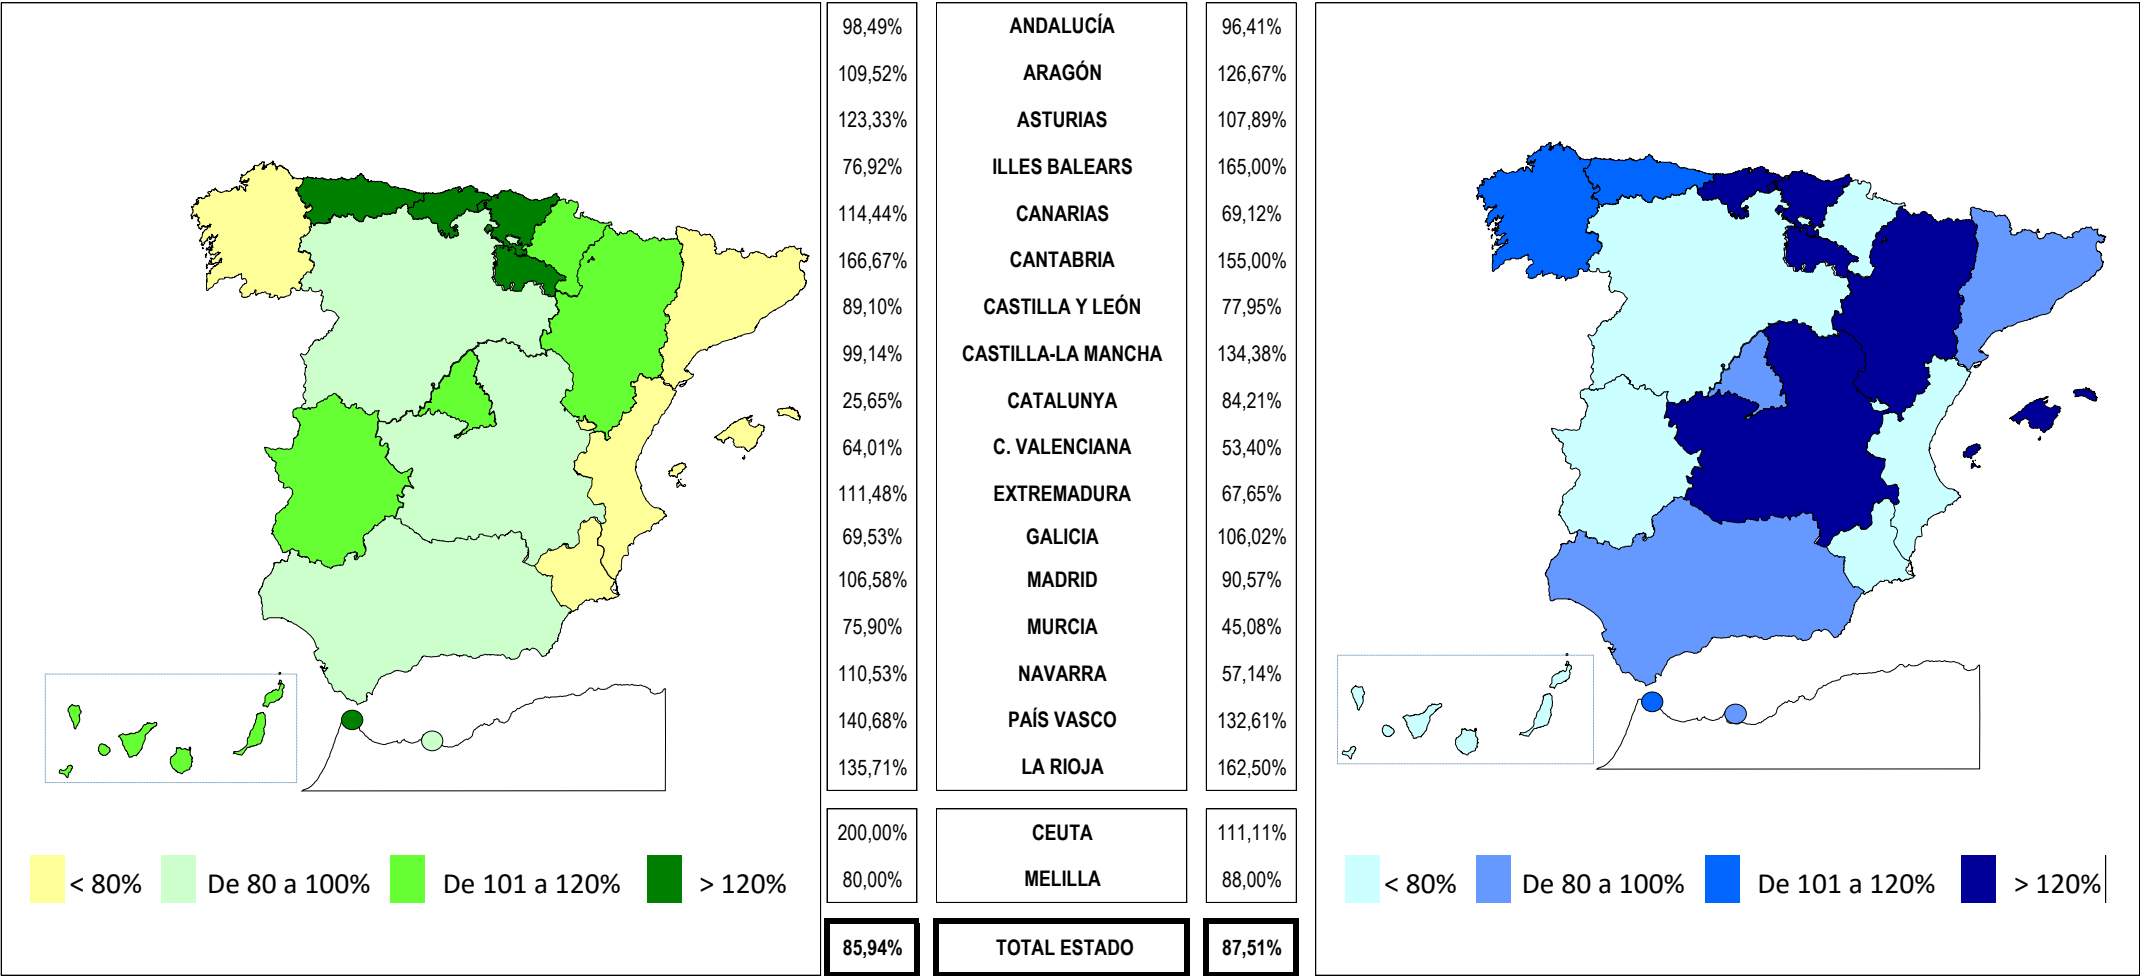 98,49% ANDALUCÍA 96,41%
109,52% ARAGÓN 126,67%
123,33% ASTURIAS 107,89%
76,92% ILLES BALEARS 165,00%
114,44% CANARIAS 69,12%
166,67% CANTABRIA 155,00%
89,10% CASTILLA Y LEÓN 77,95%
99,14% CASTILLA-LA MANCHA 134,38%
25,65% CATALUNYA 84,21%
64,01% C. VALENCIANA 53,40%
111,48% EXTREMADURA 67,65%
69,53% GALICIA 106,02%
106,58% MADRID 90,57%
75,90% MURCIA 45,08%
110,53% NAVARRA 57,14%
140,68% PAÍS VASCO 132,61%
135,71% LA RIOJA 162,50%
200,00% CEUTA 111,11%
80,00% MELILLA 88,00%
85,94% TOTAL ESTADO 87,51%
< 80% De 80 a 100% De 101 a 120% > 120%
< 80% De 80 a 100% De 101 a 120% > 120%